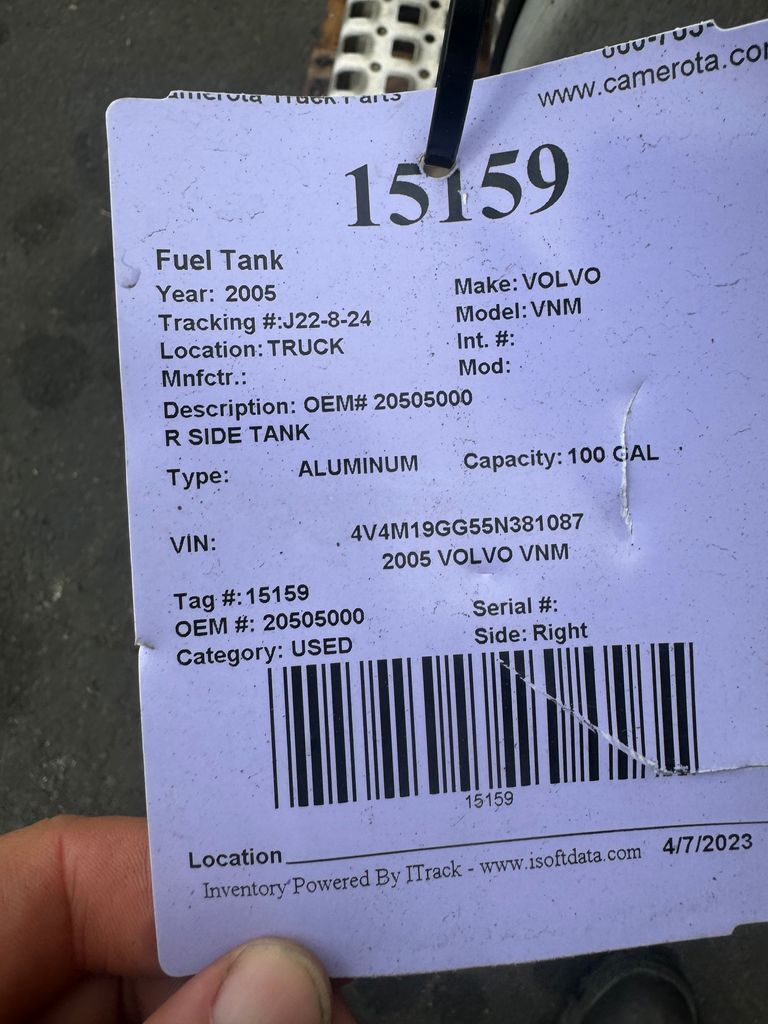 Camerota Truck Parts
www.camerota.co
15159
Fuel Tank
Year: 2005
Make: VOLVO
Tracking #:J22-8-24
Model: VNM
Location: TRUCK
Int. #:
Mnfctr.:
Mod:
Description: OEM# 20505000
R SIDE TANK
Type: ALUMINUM Capacity: 100 GAL
VIN: 4V4M19GG55N381087
2005 VOLVO VNM
Tag #:15159
OEM #: 20505000
Serial #:
Category: USED
Side: Right
15159
Location
4/7/2023
Inventory Powered By ITrack - www.isoftdata.com